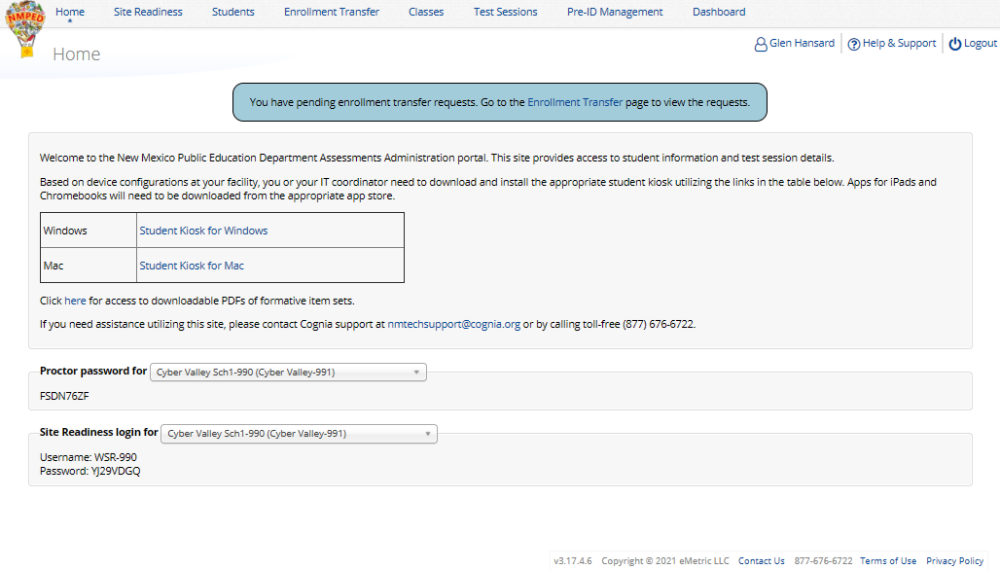 NMPED
Home Site Readiness Students Enrollment Transfer Classes Test Sessions Pre-ID Management Dashboard
Home
Glen Hansard Help & Support Logout
You have pending enrollment transfer requests. Go to the Enrollment Transfer page to view the requests.
Welcome to the New Mexico Public Education Department Assessments Administration portal. This site provides access to student information and test session details.
Based on device configurations at your facility, you or your IT coordinator need to download and install the appropriate student kiosk utilizing the links in the table below. Apps for iPads and
Chromebooks will need to be downloaded from the appropriate app store.
Windows Student Kiosk for Windows
Mac Student Kiosk for Mac
Click here for access to downloadable PDFs of formative item sets.
If you need assistance utilizing this site, please contact Cognia support at nmtechsupport@cognia.org or by calling toll-free (877) 676-6722.
Proctor password for Cyber Valley Sch1-990 (Cyber Valley-991)
FSDN76ZF
Site Readiness login for Cyber Valley Sch1-990 (Cyber Valley-991)
Username: WSR-990
Password: YJ29VDGQ
v3.17.4.6 Copyright © 2021 eMetric LLC Contact Us 877-676-6722 Terms of Use Privacy Policy